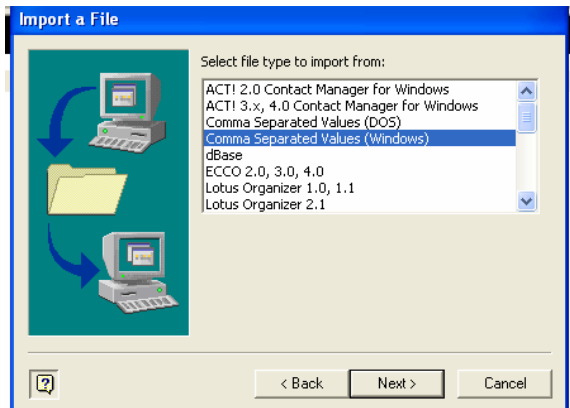 Import a File
Select file type to import from:
ACT! 2.0 Contact Manager for Windows
ACT! 3.x, 4.0 Contact Manager for Windows
Comma Separated Values (DOS)
Comma Separated Values (Windows)
dBase
ECCO 2.0, 3.0, 4.0
Lotus Organizer 1.0, 1.1
Lotus Organizer 2.1
?
< Back Next > Cancel